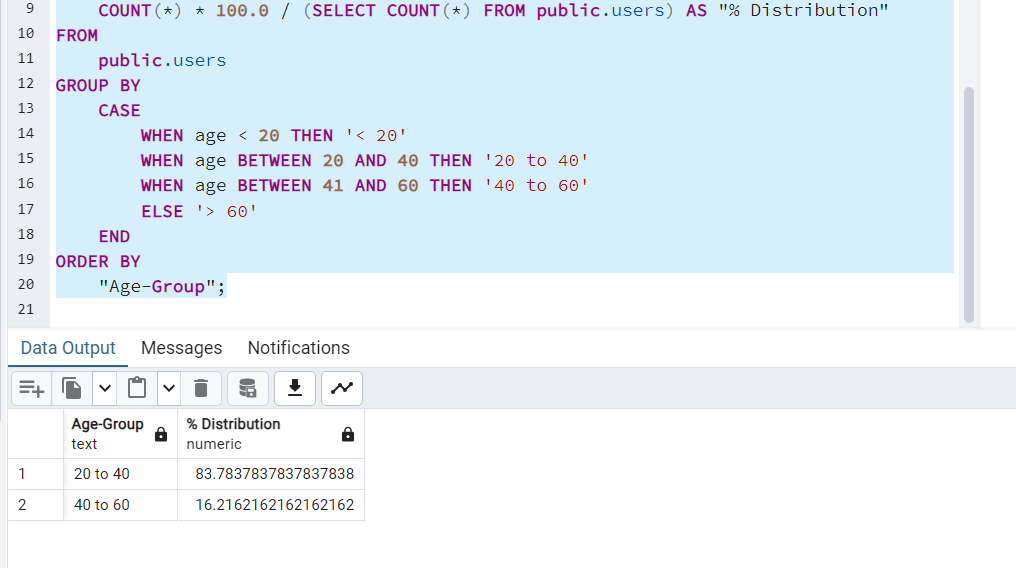 9 COUNT(*) * 100.0 / (SELECT COUNT(*) FROM public.users) AS "% Distribution"
10 FROM
11 public.users
12 GROUP BY
13 CASE
14 WHEN age < 20 THEN '< 20'
15 WHEN age BETWEEN 20 AND 40 THEN '20 to 40'
16 WHEN age BETWEEN 41 AND 60 THEN '40 to 60'
17 ELSE '> 60'
18 END
19 ORDER BY
20 "Age-Group";
21
Data Output Messages Notifications
Age-Group % Distribution
text numeric
1 20 to 40 83.7837837837837838
2 40 to 60 16.2162162162162162